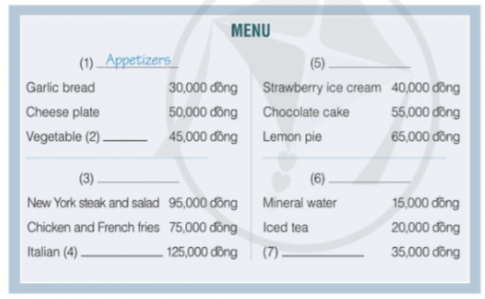 MENU
(1) Appetizers
Garlic bread 30,000 đồng
Cheese plate 50,000 đồng
Vegetable (2) ______ 45,000 đồng
(3) ______
New York steak and salad 95,000 đồng
Chicken and French fries 75,000 đồng
Italian (4) ______ 125,000 đồng
(5) ______
Strawberry ice cream 40,000 đồng
Chocolate cake 55,000 đồng
Lemon pie 65,000 đồng
(6) ______
Mineral water 15,000 đồng
Iced tea 20,000 đồng
(7) ______ 35,000 đồng